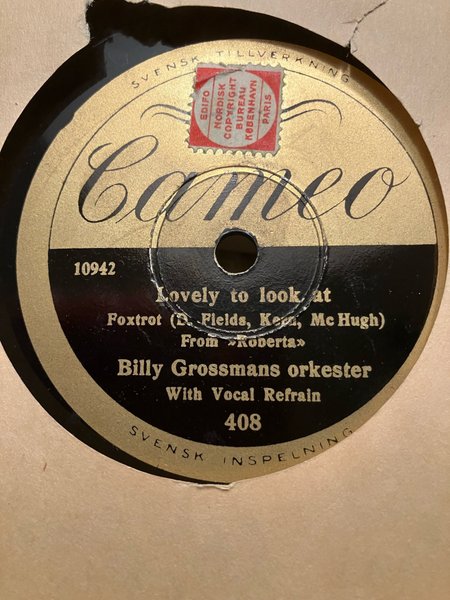 SVENSK TILLVERKNING
EDIFO
NORDISK
COPYRIGHT
BUREAU
KØBENHAVN
PARIS
Cameo
10942
Lovely to look at
Foxtrot (D. Fields, Kern, Mc Hugh)
From »Roberta»
Billy Grossmans orkester
With Vocal Refrain
408
SVENSK INSPELNING